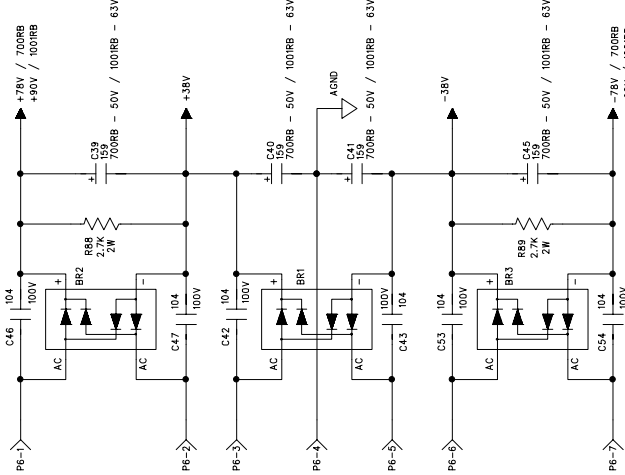 +78V / 700RB
+90V / 1001RB
C39
159
700RB - 50V / 1001RB - 63V
+
R88
2.7K
2W
BR2
+
-
AC
AC
C46
104
100V
C47
104
100V
P6-1
P6-2
+38V
C40
159
700RB - 50V / 1001RB - 63V
+
AGND
C41
159
700RB - 50V / 1001RB - 63V
+
BR1
+
-
AC
AC
C42
104
100V
C43
104
100V
P6-3
P6-4
P6-5
-38V
C45
159
700RB - 50V / 1001RB - 63V
+
R89
2.7K
2W
BR3
+
-
AC
AC
C53
104
100V
C54
104
100V
P6-6
P6-7
-78V / 700RB